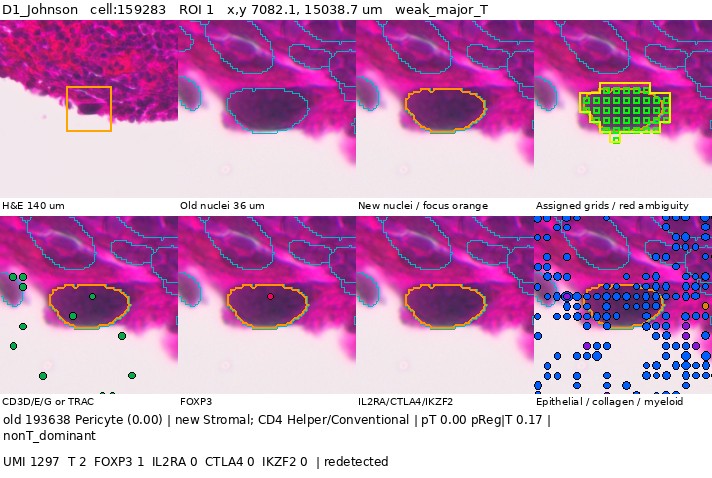 D1_Johnson cell:159283 ROI 1 x,y 7082.1, 15038.7 um weak_major_T
H&E 140 um
Old nuclei 36 um
New nuclei / focus orange
Assigned grids / red ambiguity
CD3D/E/G or TRAC
FOXP3
IL2RA/CTLA4/IKZF2
Epithelial / collagen / myeloid
old 193638 Pericyte (0.00) | new Stromal; CD4 Helper/Conventional | pT 0.00 pReg|T 0.17 |
nonT_dominant
UMI 1297 T 2 FOXP3 1 IL2RA 0 CTLA4 0 IKZF2 0 | redetected